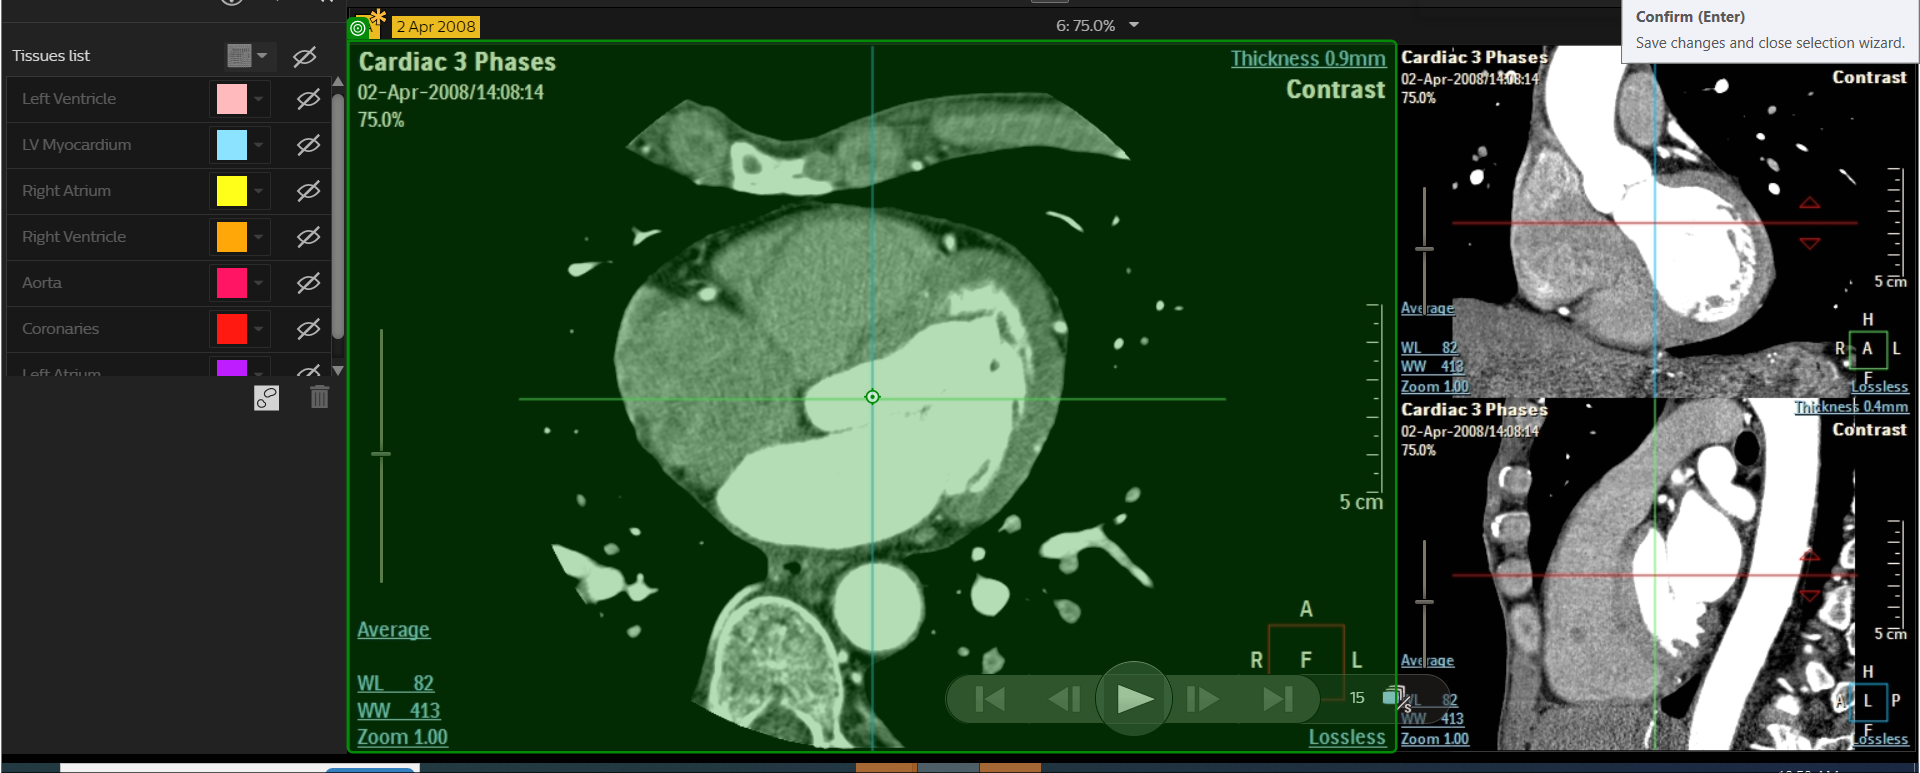 2 Apr 2008
6: 75.0%
Confirm (Enter)
Save changes and close selection wizard.
Tissues list
Left Ventricle
LV Myocardium
Right Atrium
Right Ventricle
Aorta
Coronaries
Left Atrium
Cardiac 3 Phases
02-Apr-2008/14:08:14
75.0%
Thickness 0.9mm
Contrast
5 cm
Average
WL 82
WW 413
Zoom 1.00
A
R F L
15
Lossless
Cardiac 3 Phases
02-Apr-2008/14:08:14
75.0%
Contrast
5 cm
Average
WL 82
WW 413
Zoom 1.00
H
R A L
F
Lossless
Cardiac 3 Phases
02-Apr-2008/14:08:14
75.0%
Thickness 0.4mm
Contrast
5 cm
Average
WL 82
WW 413
Zoom 1.00
H
A L P
F
Lossless